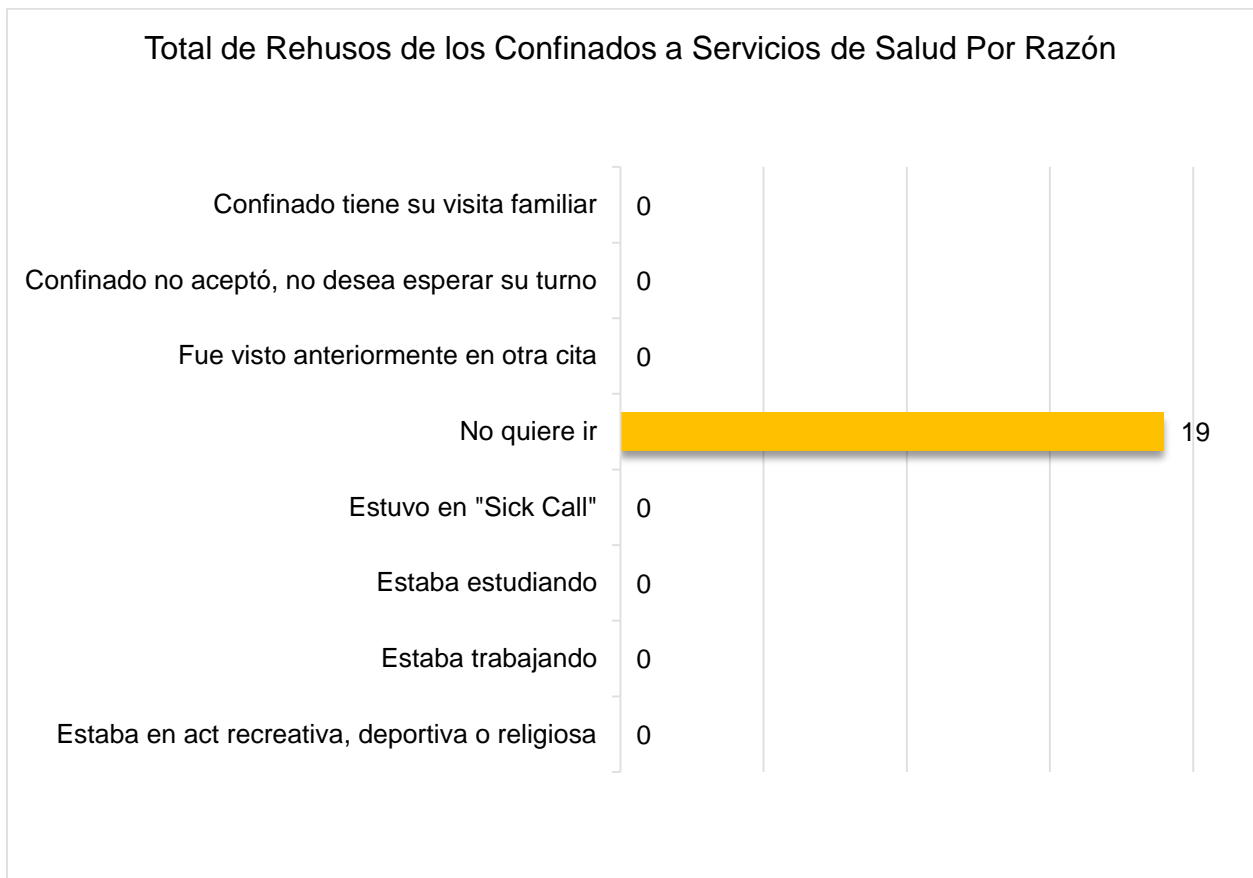 Total de Rehusos de los Confinados a Servicios de Salud Por Razón
Confinado tiene su visita familiar 0
Confinado no aceptó, no desea esperar su turno 0
Fue visto anteriormente en otra cita 0
No quiere ir 19
Estuvo en "Sick Call" 0
Estaba estudiando 0
Estaba trabajando 0
Estaba en act recreativa, deportiva o religiosa 0